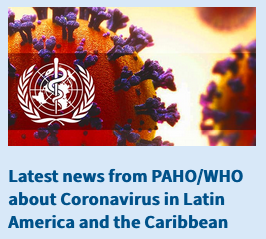 Latest news from PAHO/WHO
about Coronavirus in Latin
America and the Caribbean